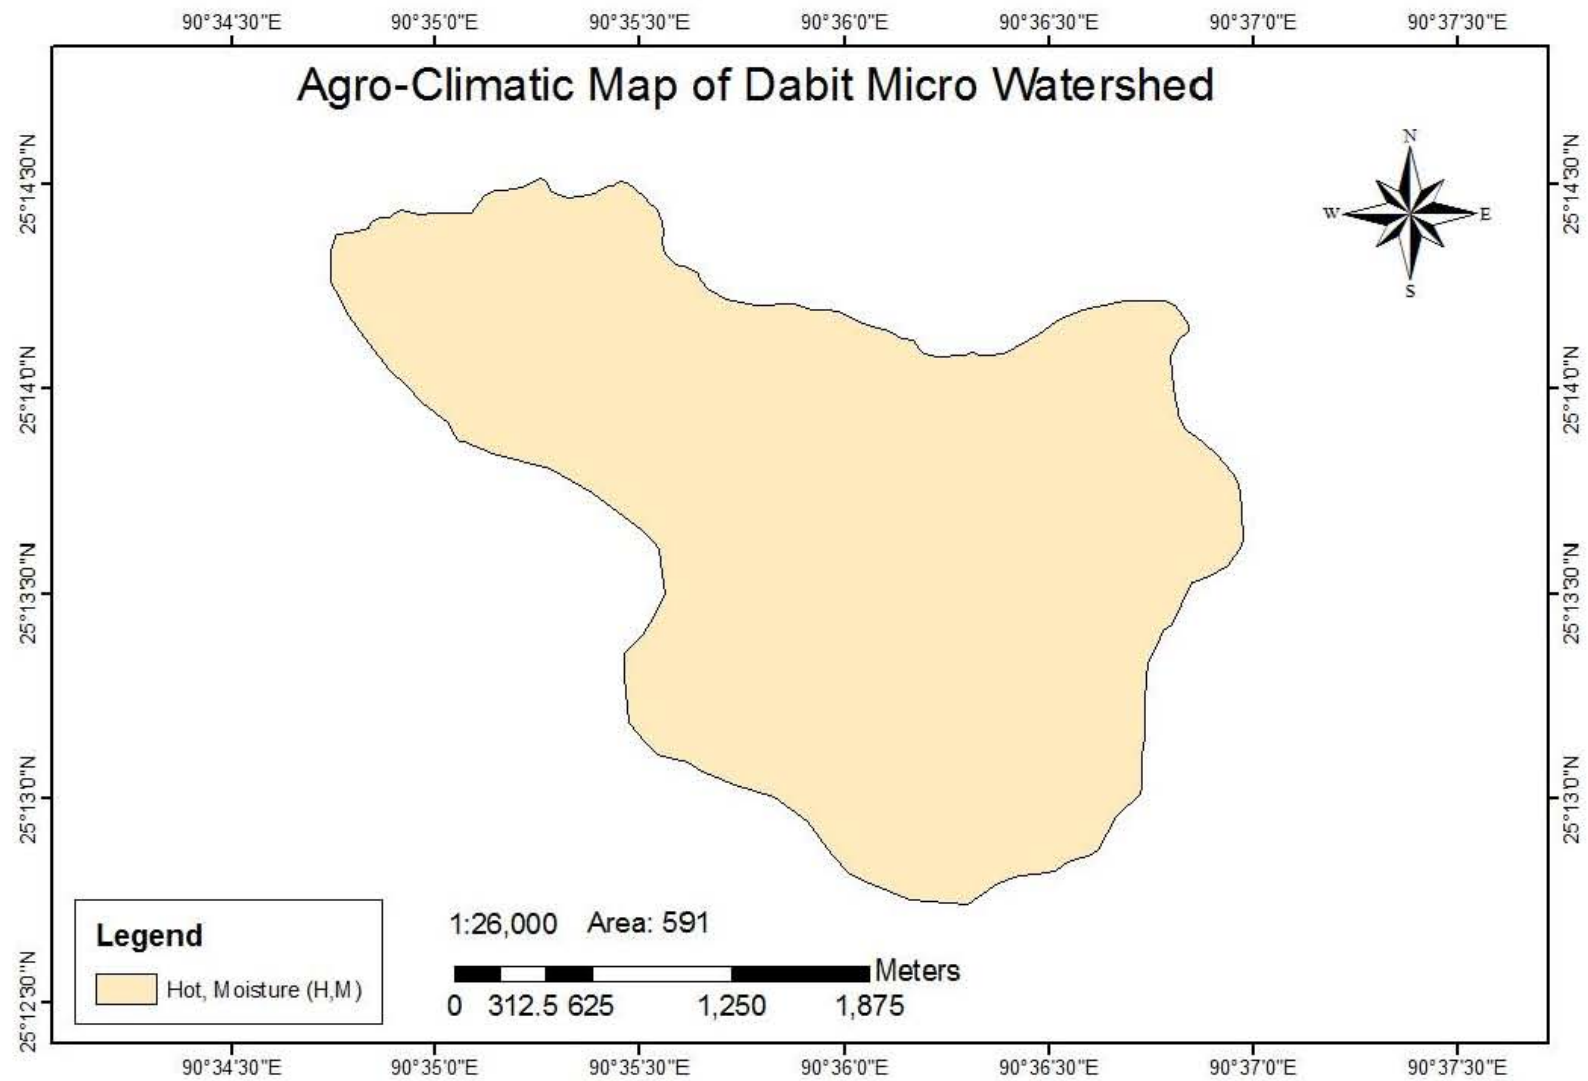 90°34'30"E 90°35'0"E 90°35'30"E 90°36'0"E 90°36'30"E 90°37'0"E 90°37'30"E
Agro-Climatic Map of Dabit Micro Watershed
N
W E
S
25°14'30"N 25°14'30"N
25°14'0"N 25°14'0"N
25°13'30"N 25°13'30"N
25°13'0"N 25°13'0"N
25°12'30"N
Legend
Hot, Moisture (H,M)
1:26,000 Area: 591
Meters
0 312.5 625 1,250 1,875
90°34'30"E 90°35'0"E 90°35'30"E 90°36'0"E 90°36'30"E 90°37'0"E 90°37'30"E